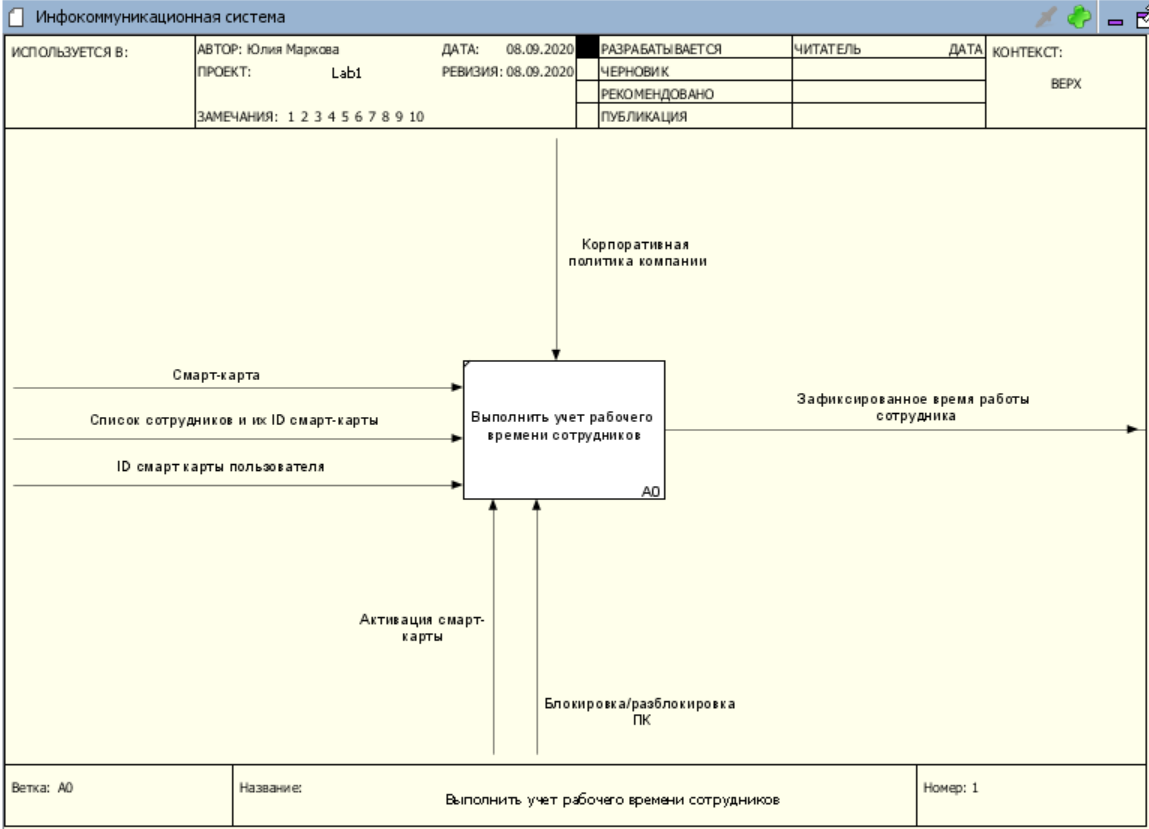 Инфокоммуникационная система
ИСПОЛЬЗУЕТСЯ В:
АВТОР: Юлия Маркова
ДАТА: 08.09.2020
ПРОЕКТ: Lab1
РЕВИЗИЯ: 08.09.2020
ЗАМЕЧАНИЯ: 1 2 3 4 5 6 7 8 9 10
РАЗРАБАТЫВАЕТСЯ
ЧЕРНОВИК
РЕКОМЕНДОВАНО
ПУБЛИКАЦИЯ
ЧИТАТЕЛЬ ДАТА
КОНТЕКСТ:
ВЕРХ
Корпоративная
политика компании
Смарт-карта
Список сотрудников и их ID смарт-карты
ID смарт карты пользователя
Выполнить учет рабочего
времени сотрудников
A0
Зафиксированное время работы
сотрудника
Активация смарт-
карты
Блокировка/разблокировка
ПК
Ветка: A0
Название:
Выполнить учет рабочего времени сотрудников
Номер: 1